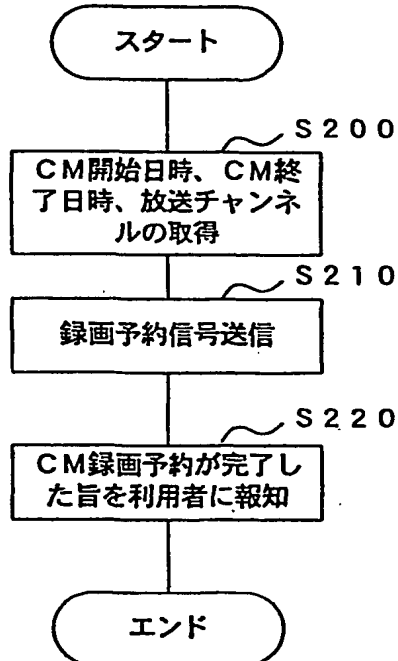 スタート
S200
CM開始日時、CM終
了日時、放送チャンネ
ルの取得
S210
録画予約信号送信
S220
CM録画予約が完了し
た旨を利用者に報知
エンド